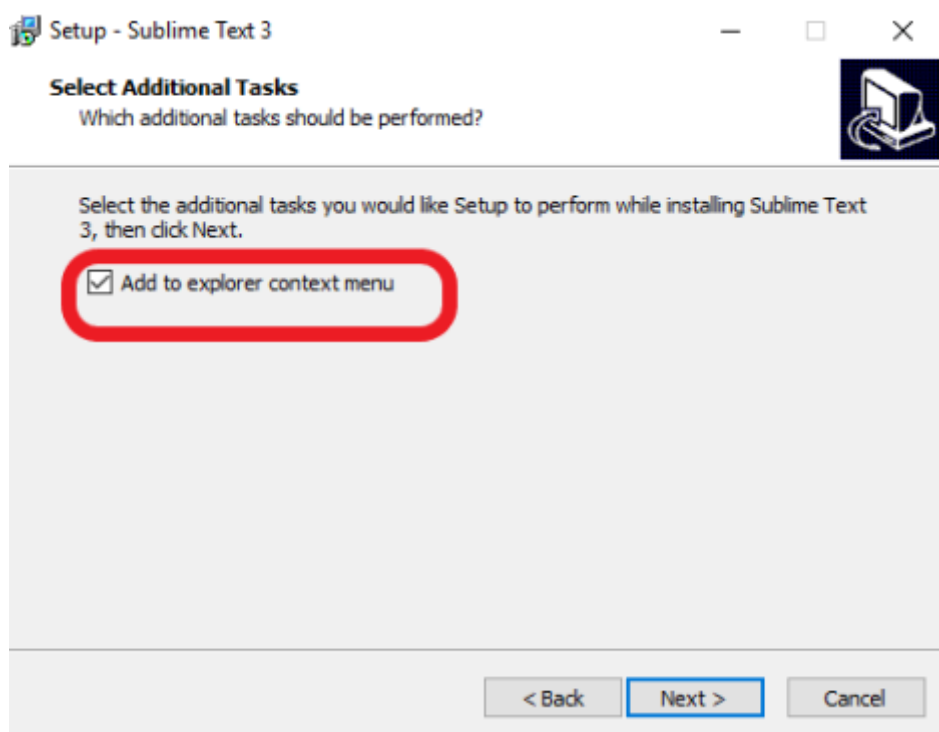 Setup - Sublime Text 3
Select Additional Tasks
Which additional tasks should be performed?
Select the additional tasks you would like Setup to perform while installing Sublime Text
3, then click Next.
Add to explorer context menu
< Back
Next >
Cancel